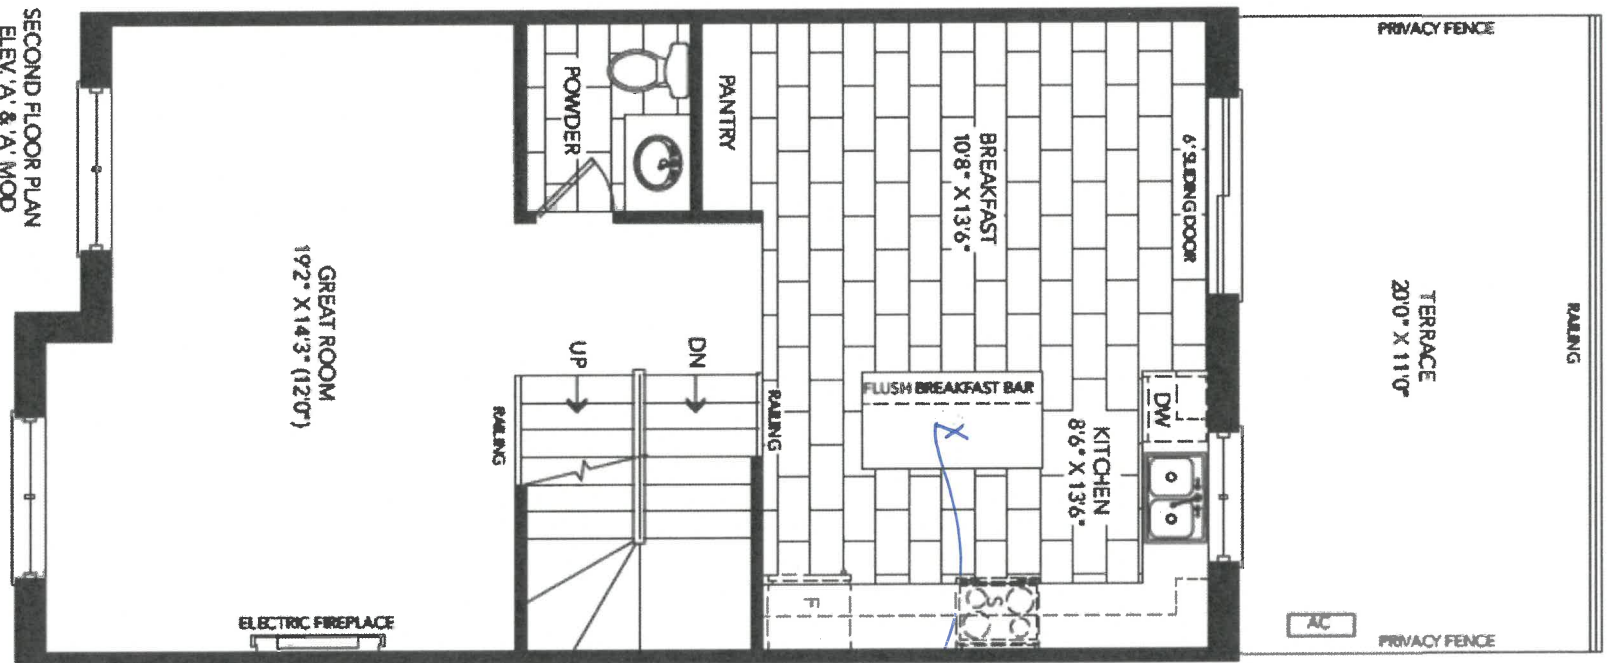 SECOND FLOOR PLAN
ELEV. 'A' & 'A' MOD
GREAT ROOM
19'2" X 14'3" (12'0")
ELECTRIC FIREPLACE
POWDER
PANTRY
UP
DN
RAILING
RAILING
BREAKFAST
10'8" X 13'6"
FLUSH BREAKFAST BAR
KITCHEN
8'6" X 13'6"
6' SLIDING DOOR
DW
F
S
X
PRIVACY FENCE
TERRACE
20'0" X 11'0"
RAILING
AC
PRIVACY FENCE